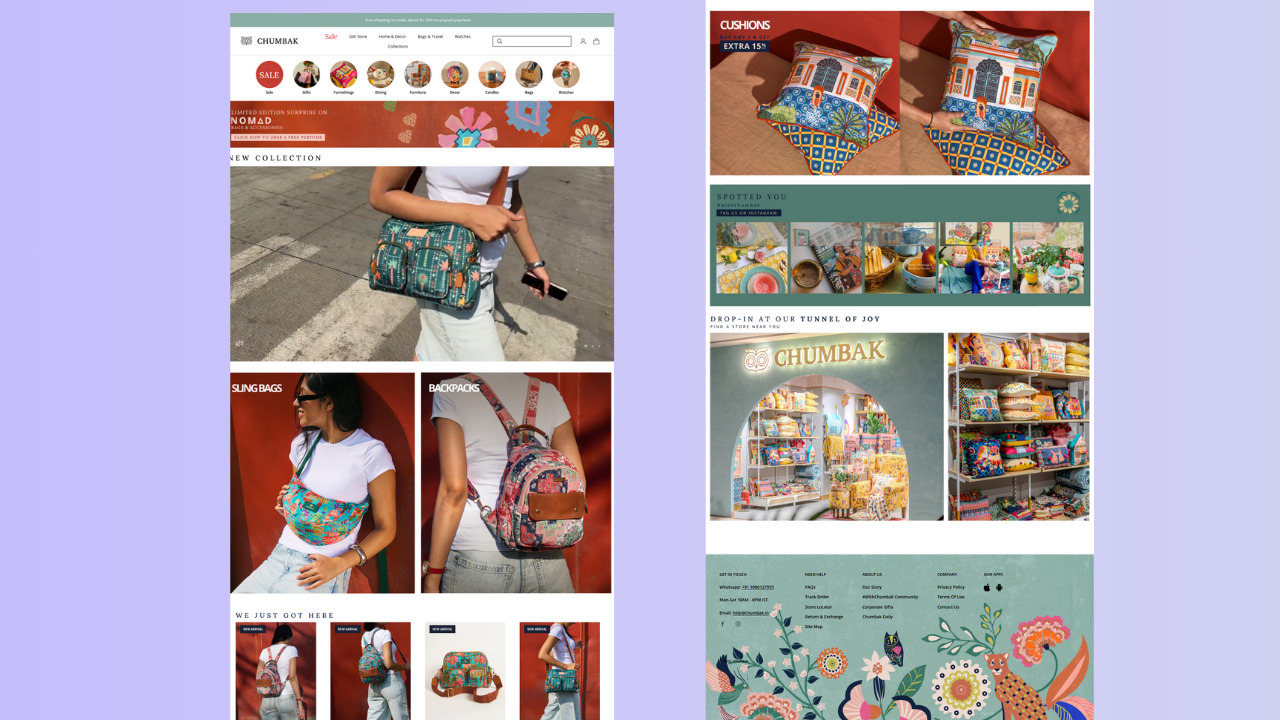 Free shipping on order above Rs. 999 on prepaid payment
CHUMBAK
Sale
Gift Store
Home & Decor
Bags & Travel
Watches
Collections
SALE
Sale
Gifts
Furnishings
Dining
Furniture
Decor
Candles
Bags
Watches
LIMITED EDITION SURPRISE ON
NOMAD
BAGS & ACCESSORIES
CLICK NOW TO GRAB A FREE PERFUME
NEW COLLECTION
SLING BAGS
BACKPACKS
WE JUST GOT HERE
NEW ARRIVAL
NEW ARRIVAL
NEW ARRIVAL
NEW ARRIVAL
CUSHIONS
BUY ANY 3 & GET
EXTRA 15%
SPOTTED YOU
#withchumbak
TAG US ON INSTAGRAM
DROP-IN AT OUR TUNNEL OF JOY
FIND A STORE NEAR YOU
CHUMBAK
GET IN TOUCH
Whatsapp: +91 9980127955
Mon-Sat 10AM - 6PM IST
Email: help@chumbak.in
NEED HELP
FAQs
Track Order
Store Locator
Return & Exchange
Site Map
ABOUT US
Our Story
#WithChumbak Community
Corporate Gifts
Chumbak Daily
COMPANY
Privacy Policy
Terms Of Use
Contact Us
OUR APPS